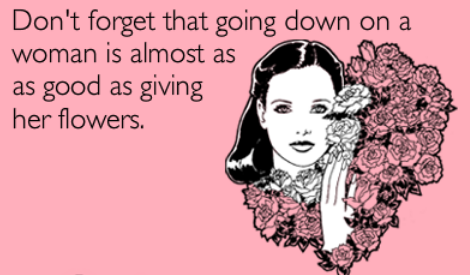 Don't forget that going down on a
woman is almost as
as good as giving
her flowers.